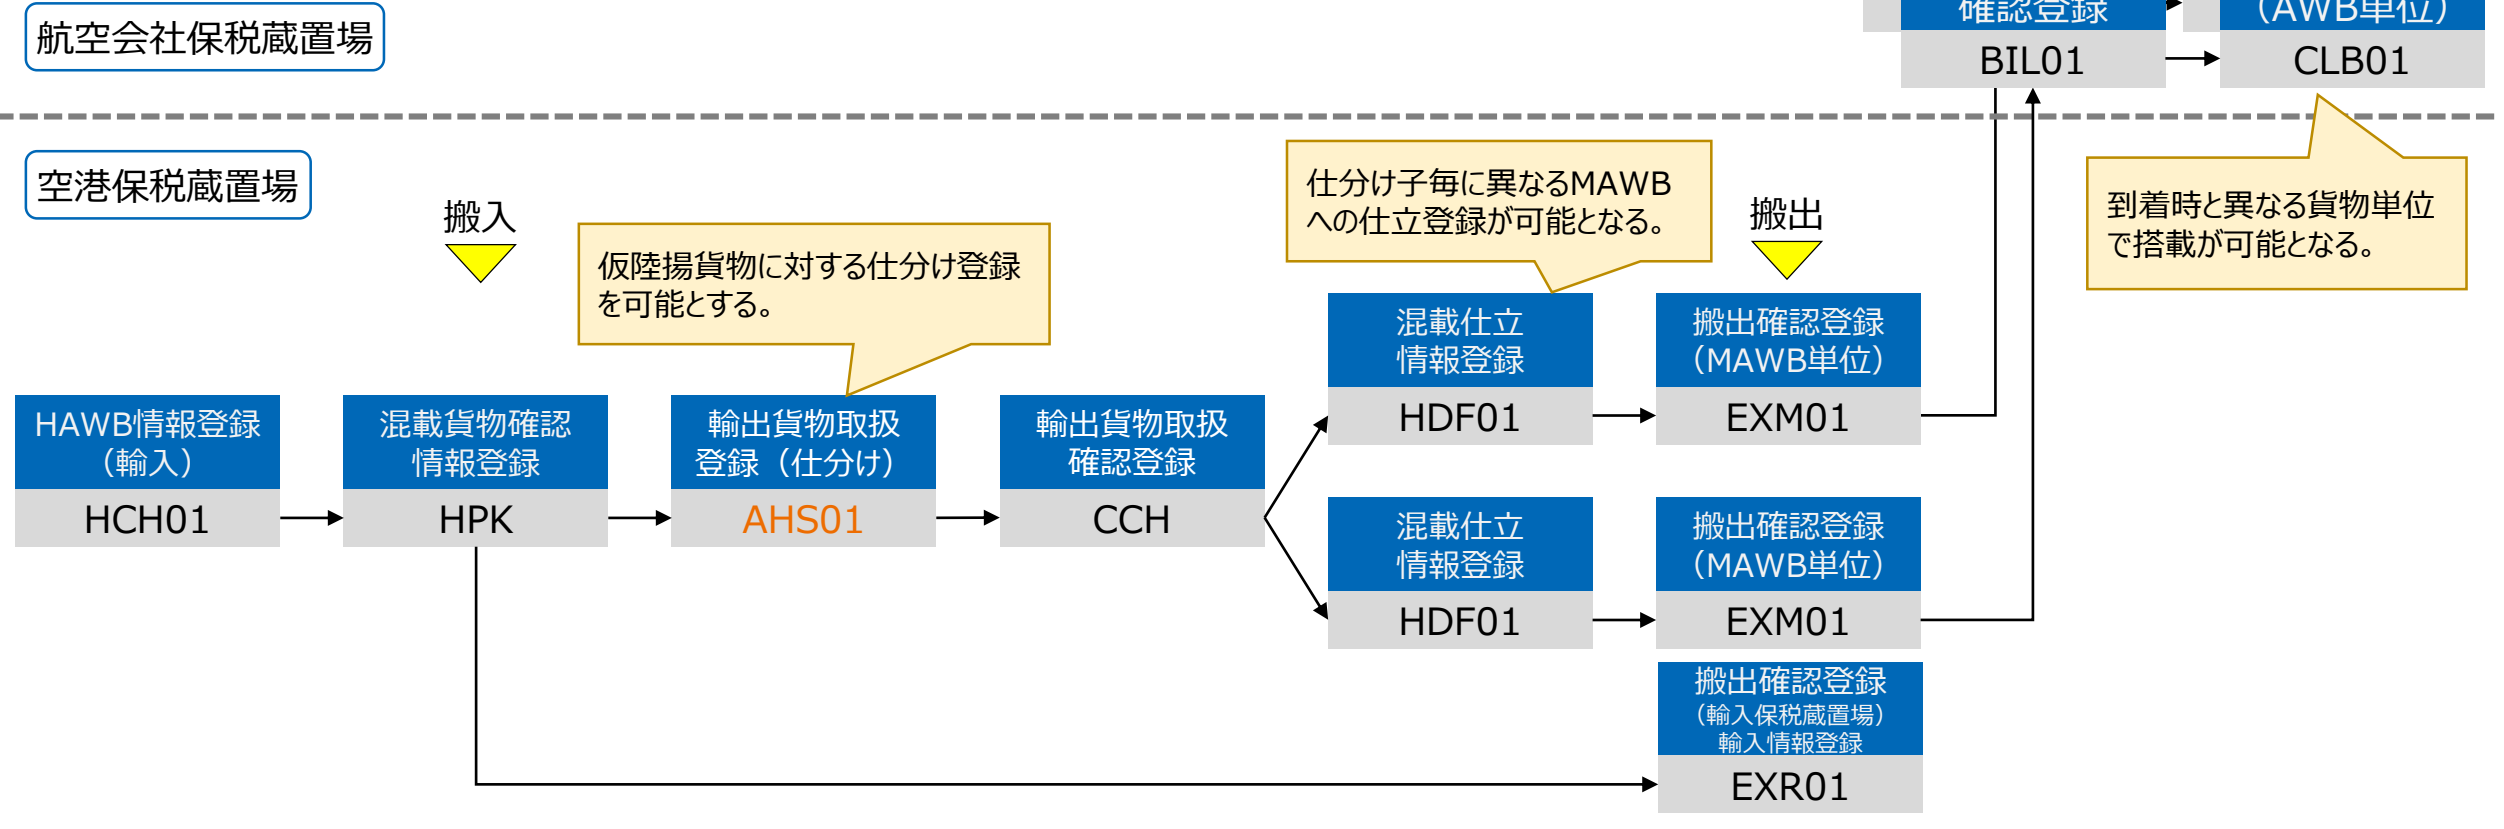 航空会社保税蔵置場
確認登録
BIL01
（AWB単位）
CLB01
空港保税蔵置場
搬入
仮陸揚貨物に対する仕分け登録
を可能とする。
仕分け子毎に異なるMAWB
への仕立登録が可能となる。
搬出
到着時と異なる貨物単位
で搭載が可能となる。
HAWB情報登録
（輸入）
HCH01
混載貨物確認
情報登録
HPK
輸出貨物取扱
登録（仕分け）
AHS01
輸出貨物取扱
確認登録
CCH
混載仕立
情報登録
HDF01
搬出確認登録
（MAWB単位）
EXM01
混載仕立
情報登録
HDF01
搬出確認登録
（MAWB単位）
EXM01
搬出確認登録
（輸入保税蔵置場）
輸入情報登録
EXR01